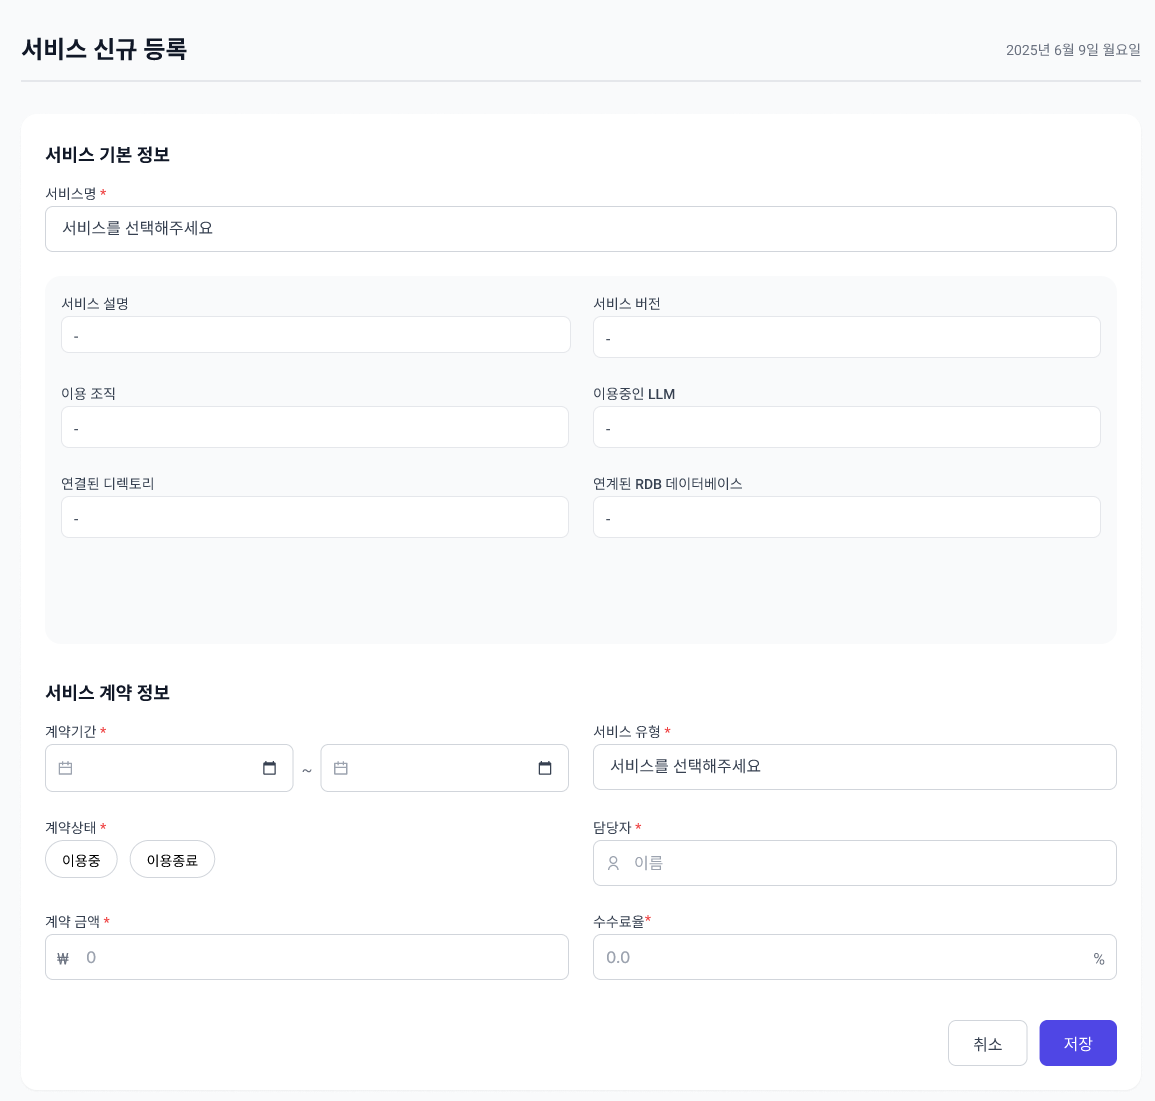 서비스 신규 등록
2025년 6월 9일 월요일
서비스 기본 정보
서비스명 *
서비스를 선택해주세요
서비스 설명
서비스 버전
-
-
이용 조직
이용중인 LLM
-
-
연결된 디렉토리
연계된 RDB 데이터베이스
-
-
서비스 계약 정보
계약기간 *
서비스 유형 *
~
서비스를 선택해주세요
계약상태 *
담당자 *
이용중
이용종료
이름
계약 금액 *
수수료율*
₩ 0
0.0 %
취소
저장